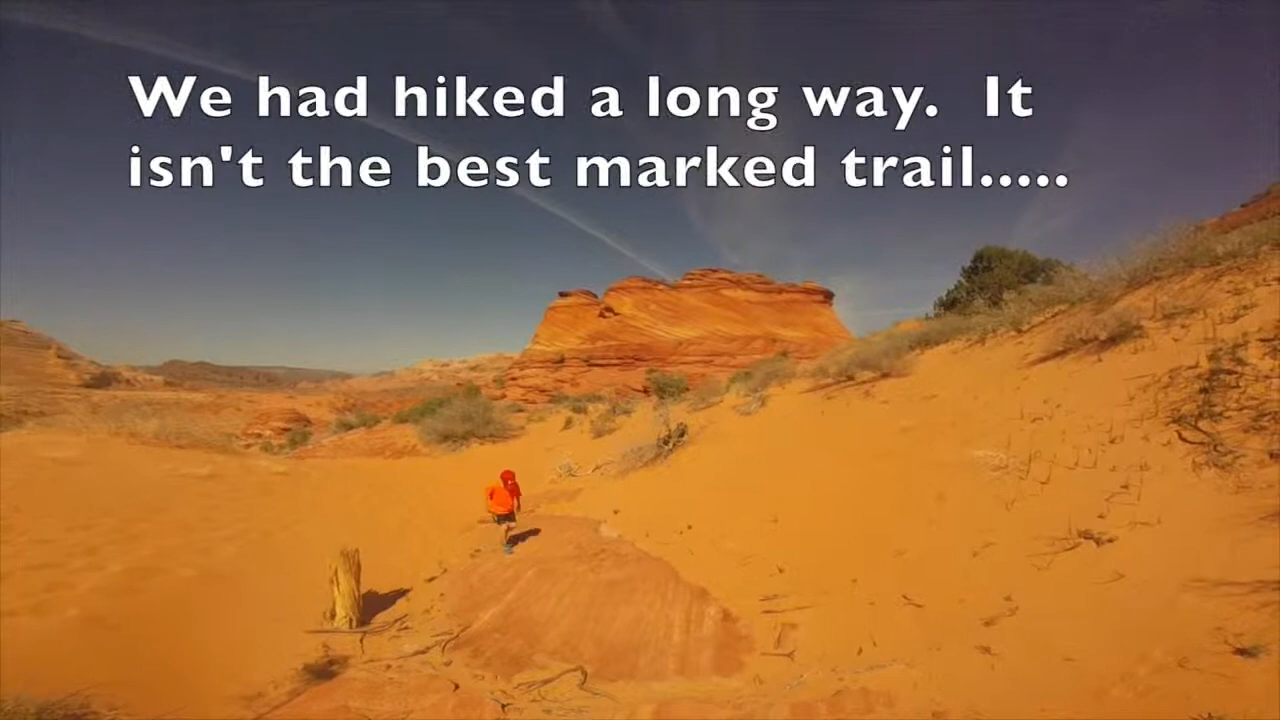 We had hiked a long way.  It
isn't the best marked trail.....